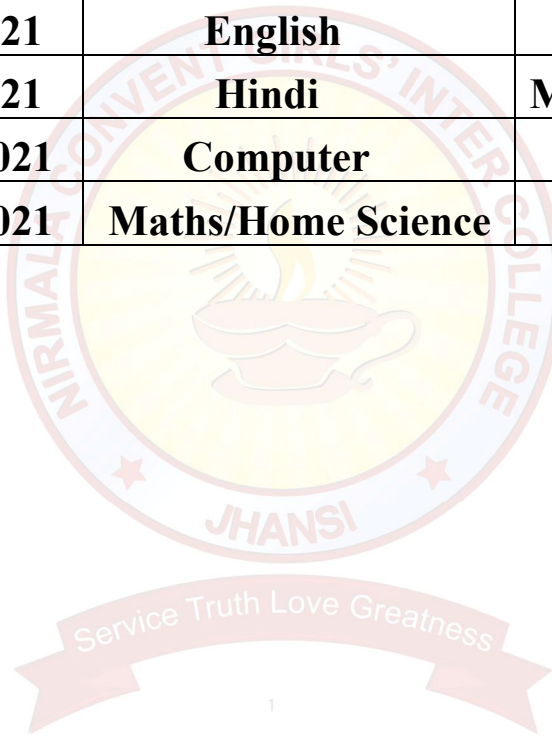 21 English
21 Hindi M
021 Computer
021 Maths/Home Science
NIRMALA CONVENT GIRLS' INTER COLLEGE
JHANSI
Service Truth Love Greatness
1